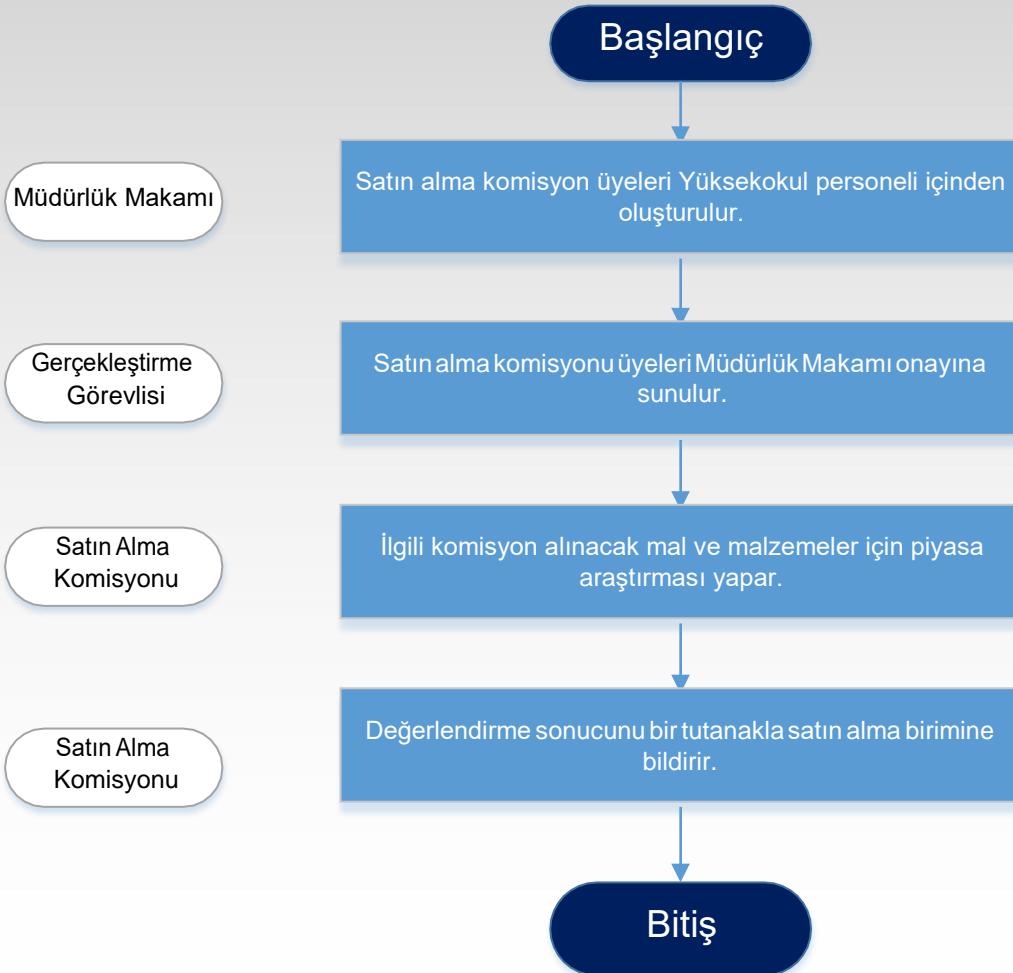 Başlangıç
Müdürlük Makamı
Satın alma komisyon üyeleri Yüksekokul personeli içinden
oluşturulur.
Gerçekleştirme
Görevlisi
Satın alma komisyonu üyeleri Müdürlük Makamı onayına
sunulur.
Satın Alma
Komisyonu
İlgili komisyon alınacak mal ve malzemeler için piyasa
araştırması yapar.
Satın Alma
Komisyonu
Değerlendirme sonucunu bir tutanakla satın alma birimine
bildirir.
Bitiş